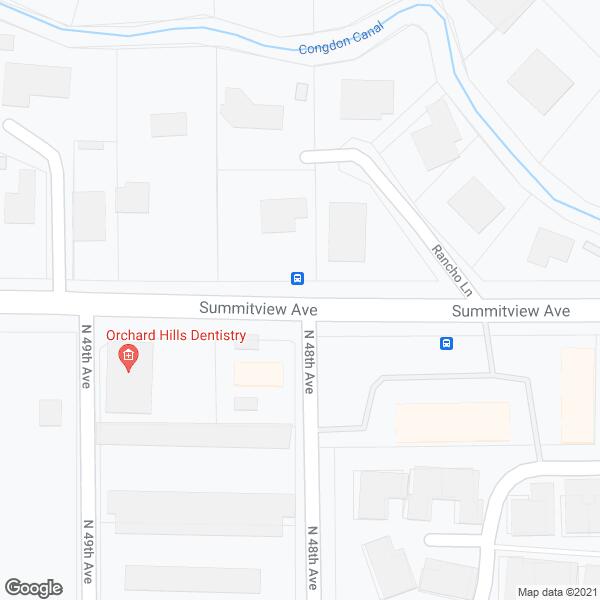 Congdon Canal
Rancho Ln
Summitview Ave
Summitview Ave
Orchard Hills Dentistry
N 49th Ave
N 48th Ave
N 49th Ave
N 48th Ave
Google
Map data ©2021